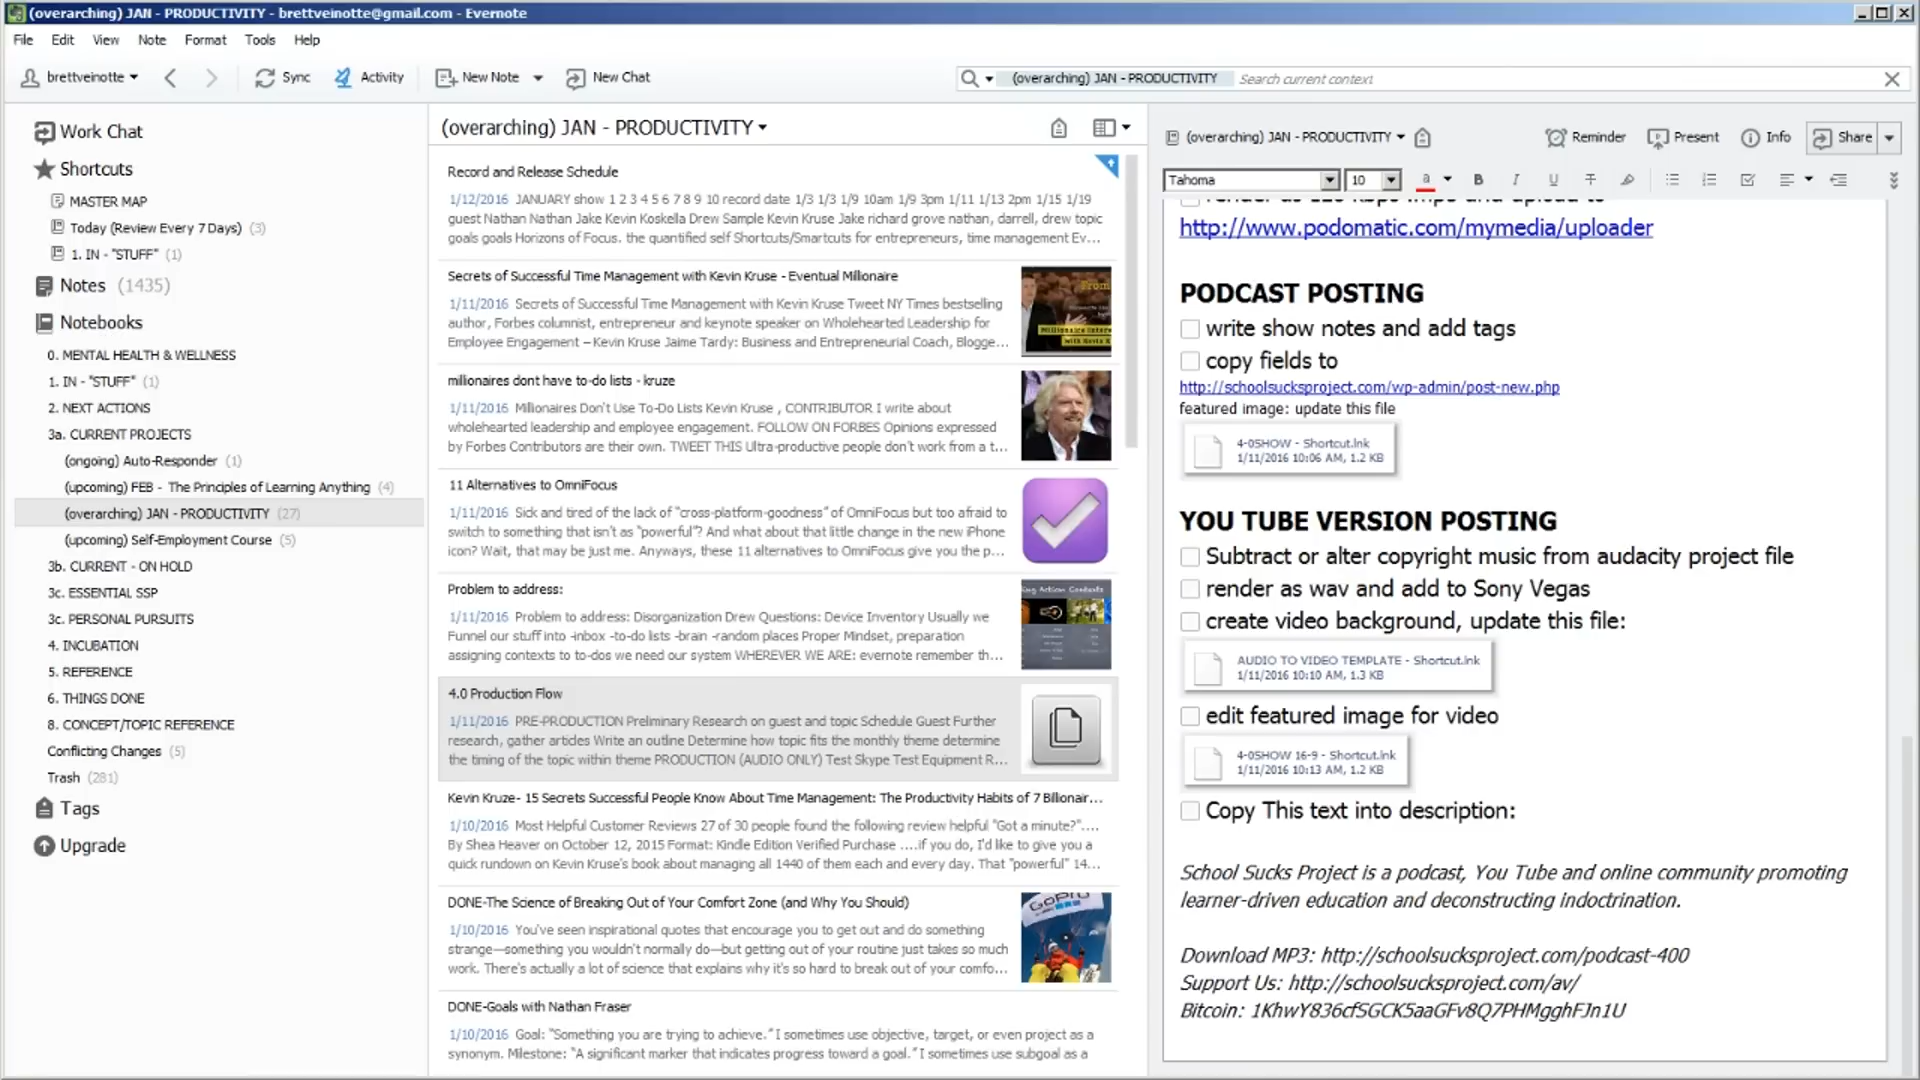 (overarching) JAN - PRODUCTIVITY - brettveinotte@gmail.com - Evernote
File Edit View Note Format Tools Help
brettveinotte Sync Activity New Note New Chat
(overarching) JAN - PRODUCTIVITY Search current context
Work Chat
Shortcuts
MASTER MAP
Today (Review Every 7 Days) (3)
1. IN - "STUFF" (1)
Notes (1435)
Notebooks
0. MENTAL HEALTH & WELLNESS
1. IN - "STUFF" (1)
2. NEXT ACTIONS
3a. CURRENT PROJECTS
(ongoing) Auto-Responder (1)
(upcoming) FEB - The Principles of Learning Anything (4)
(overarching) JAN - PRODUCTIVITY (27)
(upcoming) Self-Employment Course (5)
3b. CURRENT - ON HOLD
3c. ESSENTIAL SSP
3c. PERSONAL PURSUITS
4. INCUBATION
5. REFERENCE
6. THINGS DONE
8. CONCEPT/TOPIC REFERENCE
Conflicting Changes (5)
Trash (281)
Tags
Upgrade
(overarching) JAN - PRODUCTIVITY
Record and Release Schedule
1/12/2016 JANUARY show 1 2 3 4 5 6 7 8 9 10 record date 1/3 1/3 1/9 10am 1/9 3pm 1/11 1/13 2pm 1/15 1/19
guest Nathan Nathan Jake Kevin Koskella Drew Sample Kevin Kruse Jake richard grove nathan, darrell, drew topic
goals goals Horizons of Focus. the quantified self Shortcuts/Smartcuts for entrepreneurs, time management Ev...
Secrets of Successful Time Management with Kevin Kruse - Eventual Millionaire
1/11/2016 Secrets of Successful Time Management with Kevin Kruse Tweet NY Times bestselling
author, Forbes columnist, entrepreneur and keynote speaker on Wholehearted Leadership for
Employee Engagement – Kevin Kruse Jaime Tardy: Business and Entrepreneurial Coach, Blogge...
From
Millionaire Inter
with Kevin K
millionaires dont have to-do lists - kruze
1/11/2016 Millionaires Don't Use To-Do Lists Kevin Kruse , CONTRIBUTOR I write about
wholehearted leadership and employee engagement. FOLLOW ON FORBES Opinions expressed
by Forbes Contributors are their own. TWEET THIS Ultra-productive people don't work from a t...
11 Alternatives to OmniFocus
1/11/2016 Sick and tired of the lack of "cross-platform-goodness" of OmniFocus but too afraid to
switch to something that isn't as "powerful"? And what about that little change in the new iPhone
icon? Wait, that may be just me. Anyways, these 11 alternatives to OmniFocus give you the p...
Problem to address:
1/11/2016 Problem to address: Disorganization Drew Questions: Device Inventory Usually we
Funnel our stuff into -inbox -to-do lists -brain -random places Proper Mindset, preparation
assigning contexts to to-dos we need our system WHEREVER WE ARE: evernote remember th...
king Action Contexts
4.0 Production Flow
1/11/2016 PRE-PRODUCTION Preliminary Research on guest and topic Schedule Guest Further
research, gather articles Write an outline Determine how topic fits the monthly theme determine
the timing of the topic within theme PRODUCTION (AUDIO ONLY) Test Skype Test Equipment R...
Kevin Kruze- 15 Secrets Successful People Know About Time Management: The Productivity Habits of 7 Billionair...
1/10/2016 Most Helpful Customer Reviews 27 of 30 people found the following review helpful "Got a minute?"....
By Shea Heaver on October 12, 2015 Format: Kindle Edition Verified Purchase ....if you do, I'd like to give you a
quick rundown on Kevin Kruse's book about managing all 1440 of them each and every day. That "powerful" 14...
DONE-The Science of Breaking Out of Your Comfort Zone (and Why You Should)
1/10/2016 You've seen inspirational quotes that encourage you to get out and do something
strange—something you wouldn't normally do—but getting out of your routine just takes so much
work. There's actually a lot of science that explains why it's so hard to break out of your comfo...
GoPro
DONE-Goals with Nathan Fraser
1/10/2016 Goal: "Something you are trying to achieve." I sometimes use objective, target, or even project as a
synonym. Milestone: "A significant marker that indicates progress toward a goal." I sometimes use subgoal as a
(overarching) JAN - PRODUCTIVITY Reminder Present Info Share
Tahoma 10 a B I U T
http://www.podomatic.com/mymedia/uploader
PODCAST POSTING
write show notes and add tags
copy fields to
http://schoolsucksproject.com/wp-admin/post-new.php
featured image: update this file
4-0SHOW - Shortcut.lnk
1/11/2016 10:06 AM, 1.2 KB
YOU TUBE VERSION POSTING
Subtract or alter copyright music from audacity project file
render as wav and add to Sony Vegas
create video background, update this file:
AUDIO TO VIDEO TEMPLATE - Shortcut.lnk
1/11/2016 10:10 AM, 1.3 KB
edit featured image for video
4-0SHOW 16-9 - Shortcut.lnk
1/11/2016 10:13 AM, 1.2 KB
Copy This text into description:
School Sucks Project is a podcast, You Tube and online community promoting
learner-driven education and deconstructing indoctrination.
Download MP3: http://schoolsucksproject.com/podcast-400
Support Us: http://schoolsucksproject.com/av/
Bitcoin: 1KhwY836cfSGCK5aaGFv8Q7PHMgghFJn1U